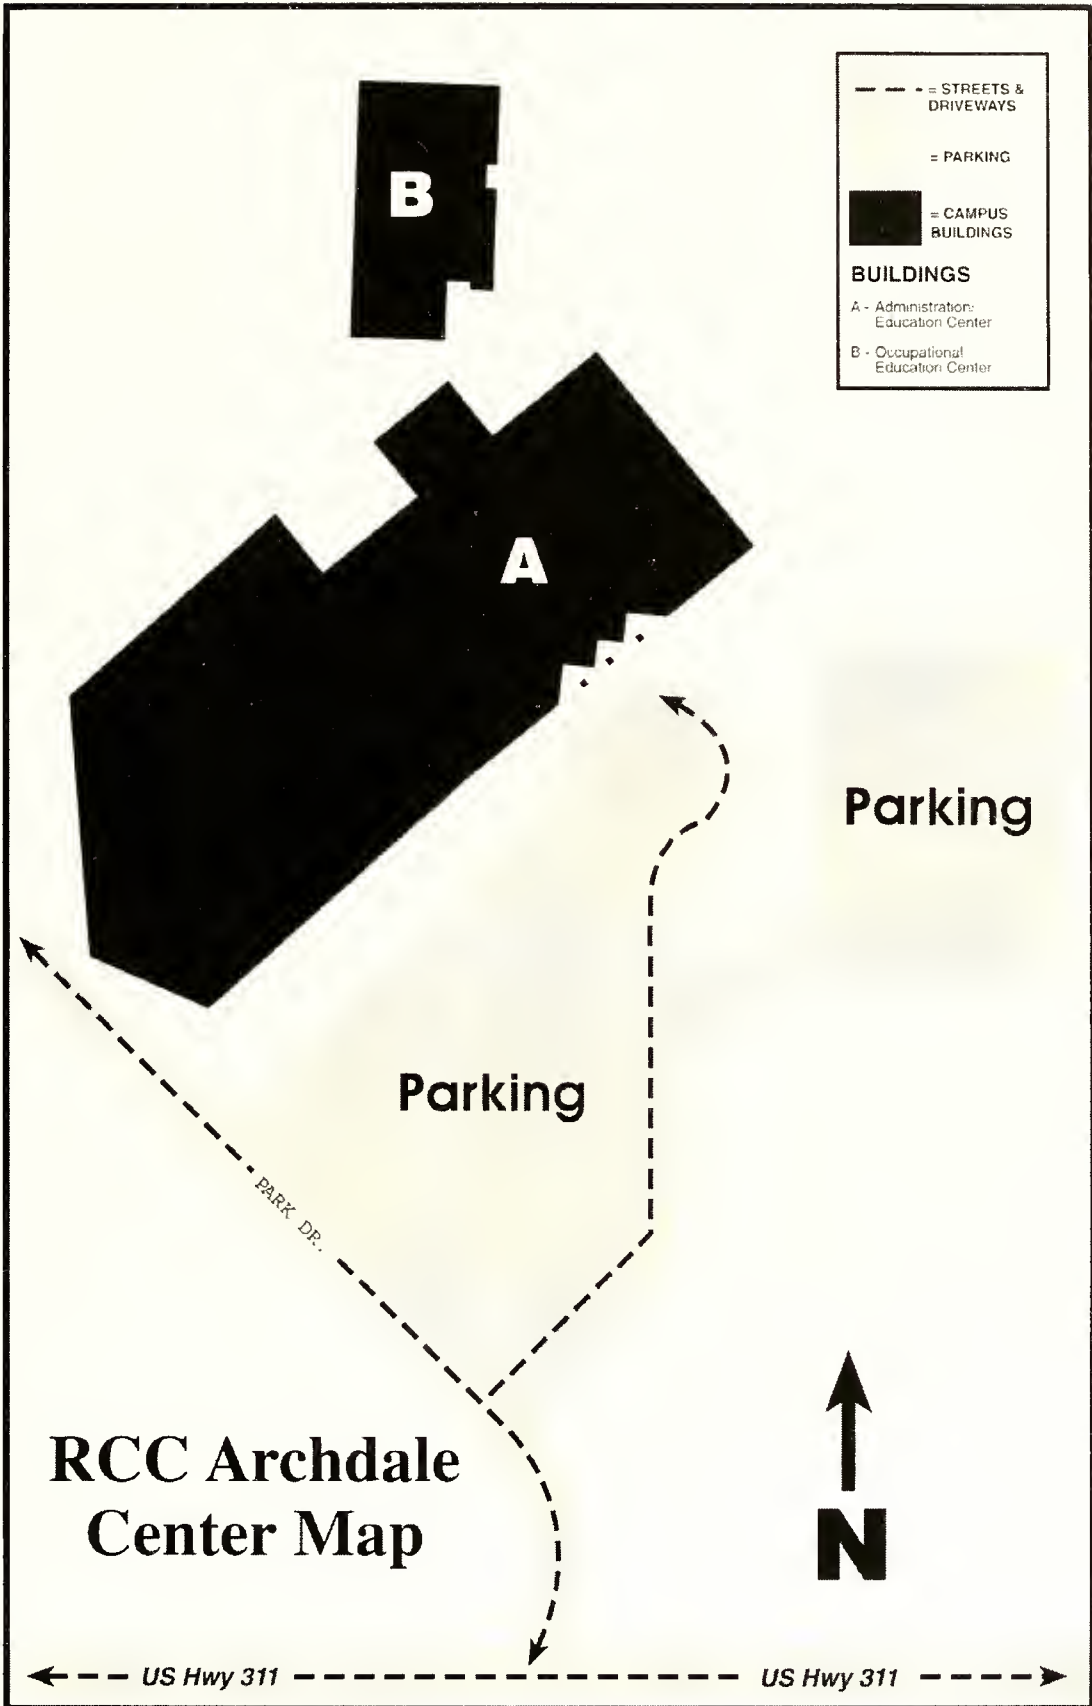 = STREETS &
DRIVEWAYS
= PARKING
= CAMPUS
BUILDINGS
BUILDINGS
A - Administration/
Education Center
B - Occupational
Education Center
B
A
Parking
Parking
PARK DR.
RCC Archdale
Center Map
N
US Hwy 311
US Hwy 311